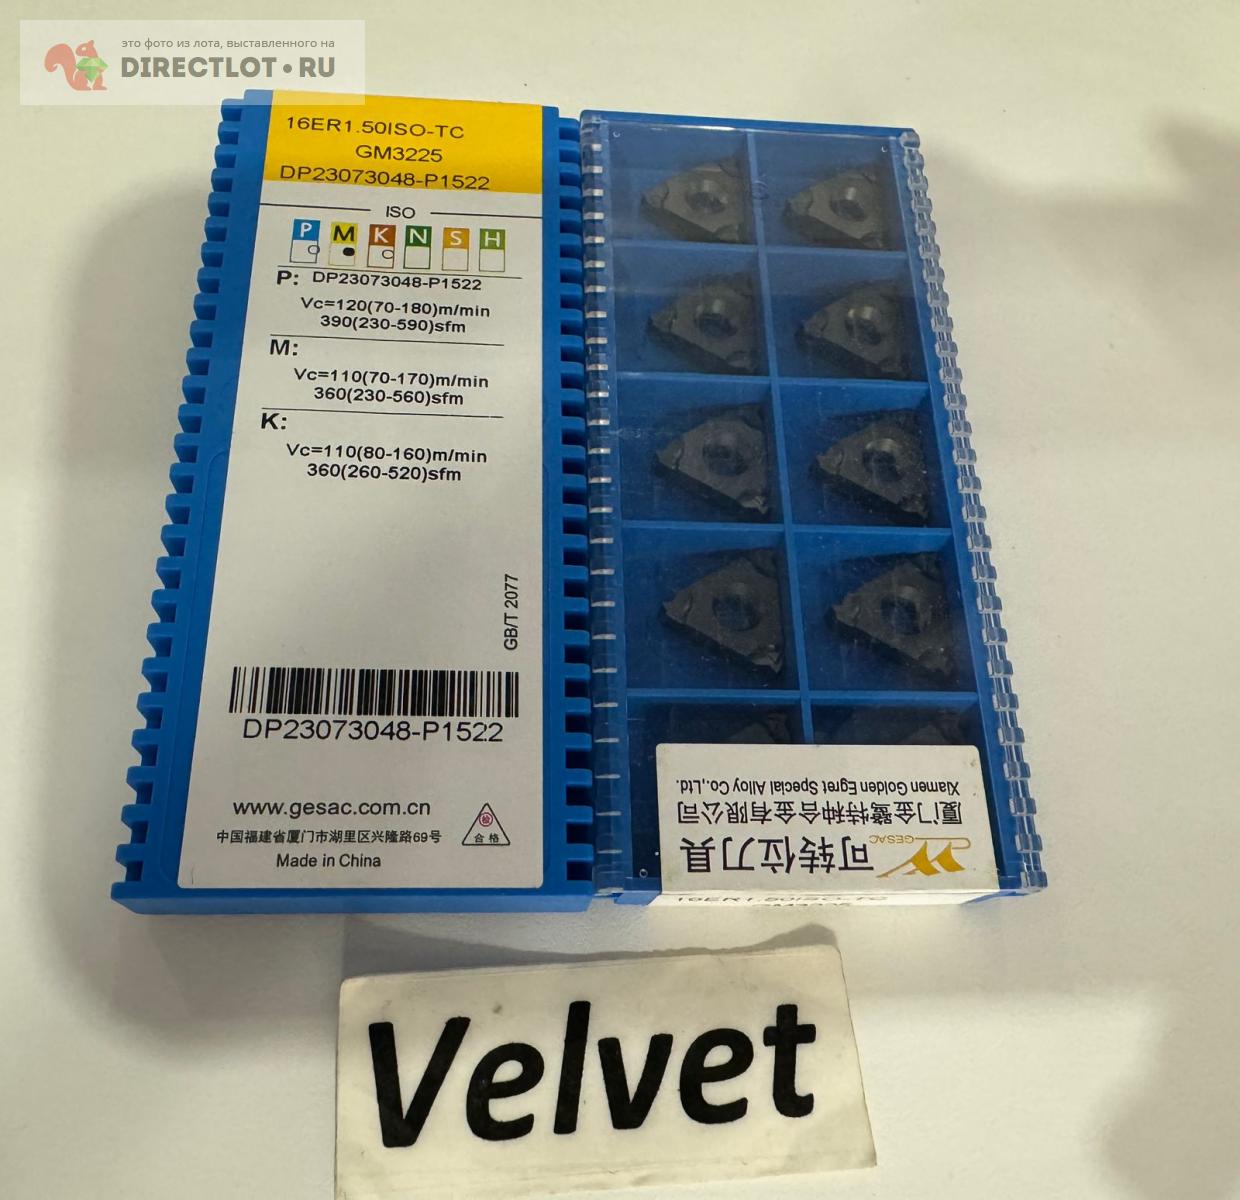 это фото из лота, выставленного на
DIRECTLOT•RU
16ER1.50ISO-TC
GM3225
DP23073048-P1522
ISO
P M K N S H
P: DP23073048-P1522
Vc=120(70-180)m/min
390(230-590)sfm
M:
Vc=110(70-170)m/min
360(230-560)sfm
K:
Vc=110(80-160)m/min
360(260-520)sfm
GB/T 2077
DP23073048-P1522
www.gesac.com.cn
中国福建省厦门市湖里区兴隆路69号
检
合格
Made in China
GESAC
可转位刀具
厦门金鹭特种合金有限公司
Xiamen Golden Egret Special Alloy Co.,Ltd.
16ER1.50ISO-TC
Velvet